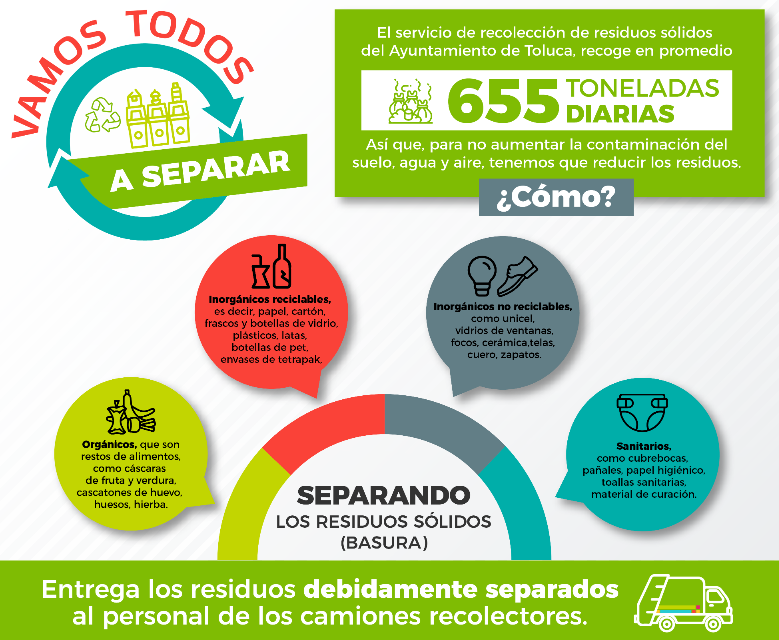 VAMOS TODOS
A SEPARAR
El servicio de recolección de residuos sólidos
del Ayuntamiento de Toluca, recoge en promedio
655 TONELADAS
DIARIAS
Así que, para no aumentar la contaminación del
suelo, agua y aire, tenemos que reducir los residuos.
¿Cómo?
Inorgánicos reciclables,
es decir, papel, cartón,
frascos y botellas de vidrio,
plásticos, latas,
botellas de pet,
envases de tetrapak.
Inorgánicos no reciclables,
como unicel,
vidrios de ventanas,
focos, cerámica,telas,
cuero, zapatos.
Orgánicos, que son
restos de alimentos,
como cáscaras
de fruta y verdura,
cascatones de huevo,
huesos, hierba.
Sanitarios,
como cubrebocas,
pañales, papel higiénico,
toallas sanitarias,
material de curación.
SEPARANDO
LOS RESIDUOS SÓLIDOS
(BASURA)
Entrega los residuos debidamente separados
al personal de los camiones recolectores.